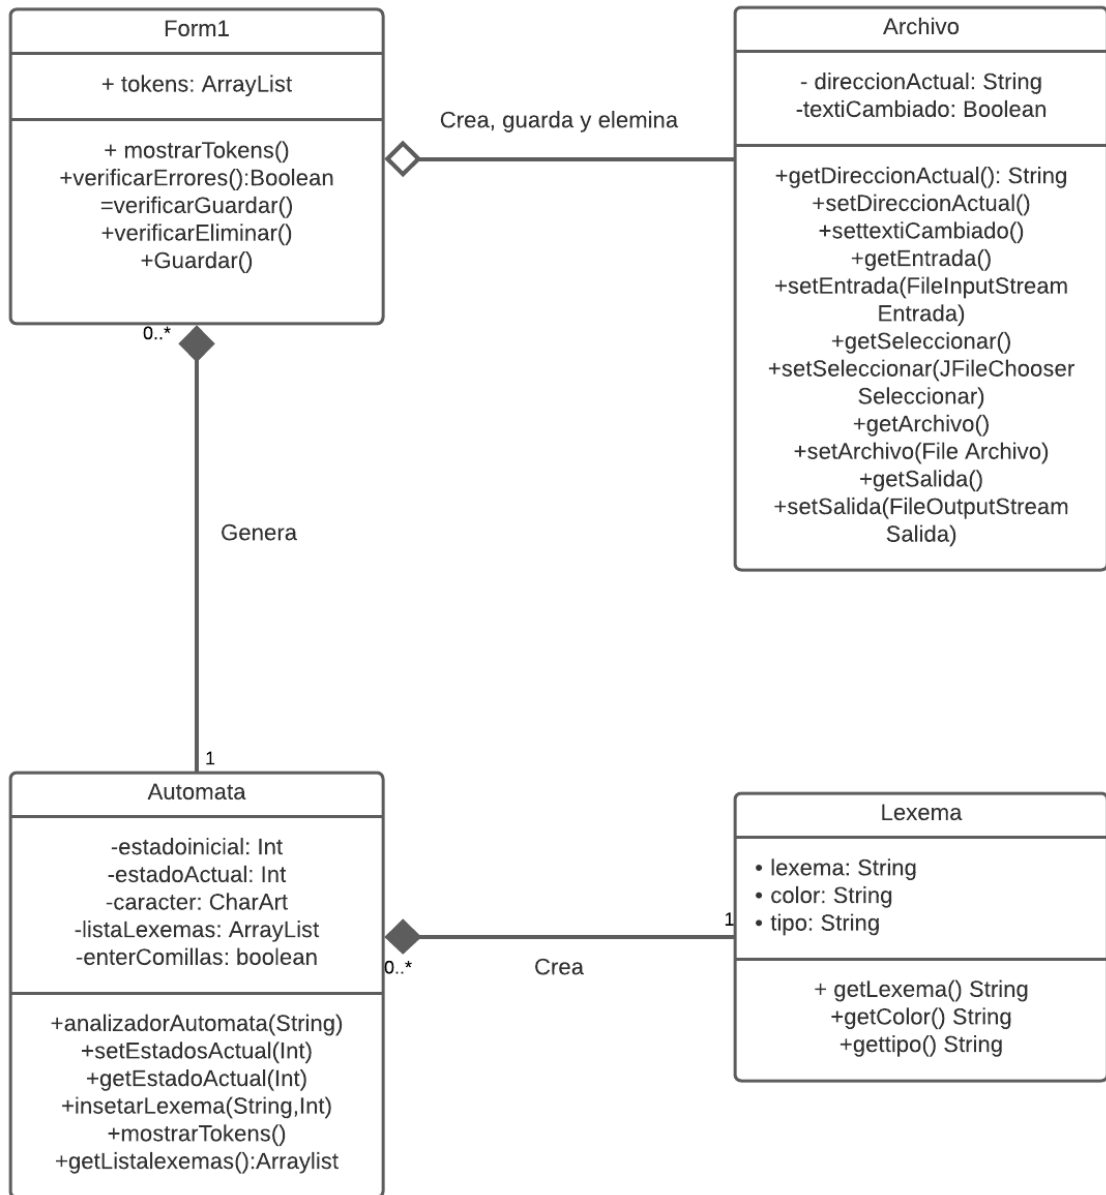 Form1
+ tokens: ArrayList
+ mostrarTokens()
+verificarErrores():Boolean
=verificarGuardar()
+verificarEliminar()
+Guardar()
Crea, guarda y elemina
Archivo
- direccionActual: String
-textiCambiado: Boolean
+getDireccionActual(): String
+setDireccionActual()
+settextiCambiado()
+getEntrada()
+setEntrada(FileInputStream
Entrada)
+getSeleccionar()
+setSeleccionar(JFileChooser
Seleccionar)
+getArchivo()
+setArchivo(File Archivo)
+getSalida()
+setSalida(FileOutputStream
Salida)
0..*
Genera
1
Automata
-estadoinicial: Int
-estadoActual: Int
-caracter: CharArt
-listaLexemas: ArrayList
-enterComillas: boolean
+analizadorAutomata(String)
+setEstadosActual(Int)
+getEstadoActual(Int)
+insetarLexema(String,Int)
+mostrarTokens()
+getListalexemas():Arraylist
0..*
Crea
1
Lexema
• lexema: String
• color: String
• tipo: String
+ getLexema() String
+getColor() String
+gettipo() String